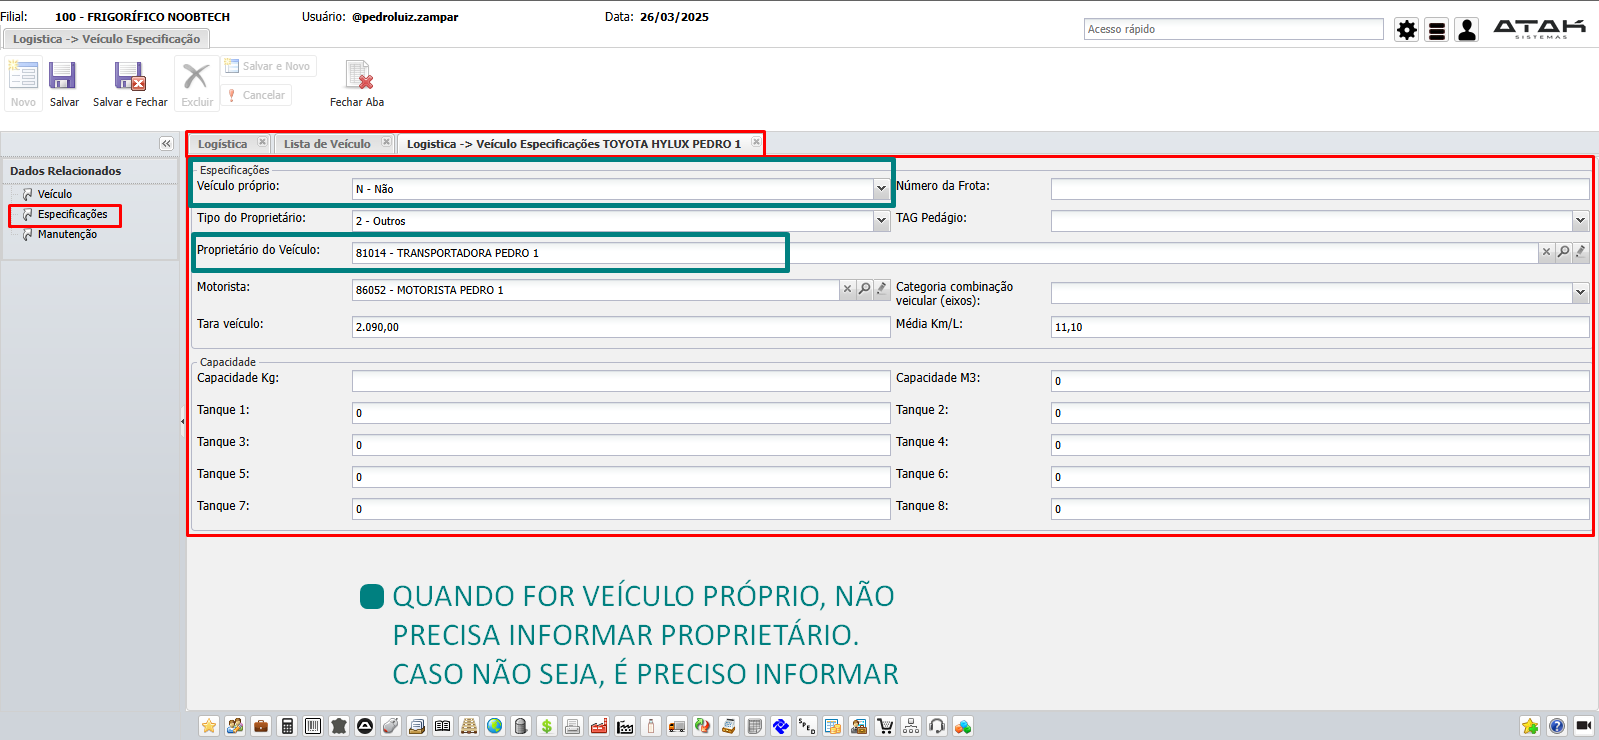 Filial: 100 - FRIGORÍFICO NOOBTECH Usuário: @pedroluiz.zampar Data: 26/03/2025
Acesso rápido
ATAK
SISTEMAS
Logistica -> Veículo Especificação
Novo
Salvar
Salvar e Fechar
Excluir
Salvar e Novo
Cancelar
Fechar Aba
Dados Relacionados
Veículo
Especificações
Manutenção
Logística
Lista de Veículo
Logistica -> Veículo Especificações TOYOTA HYLUX PEDRO 1
Especificações
Veículo próprio: N - Não Número da Frota:
Tipo do Proprietário: 2 - Outros TAG Pedágio:
Proprietário do Veículo: 81014 - TRANSPORTADORA PEDRO 1
Motorista: 86052 - MOTORISTA PEDRO 1 Categoria combinação
veicular (eixos):
Tara veículo: 2.090,00 Média Km/L: 11,10
Capacidade
Capacidade Kg: Capacidade M3: 0
Tanque 1: 0 Tanque 2: 0
Tanque 3: 0 Tanque 4: 0
Tanque 5: 0 Tanque 6: 0
Tanque 7: 0 Tanque 8: 0
QUANDO FOR VEÍCULO PRÓPRIO, NÃO
PRECISA INFORMAR PROPRIETÁRIO.
CASO NÃO SEJA, É PRECISO INFORMAR